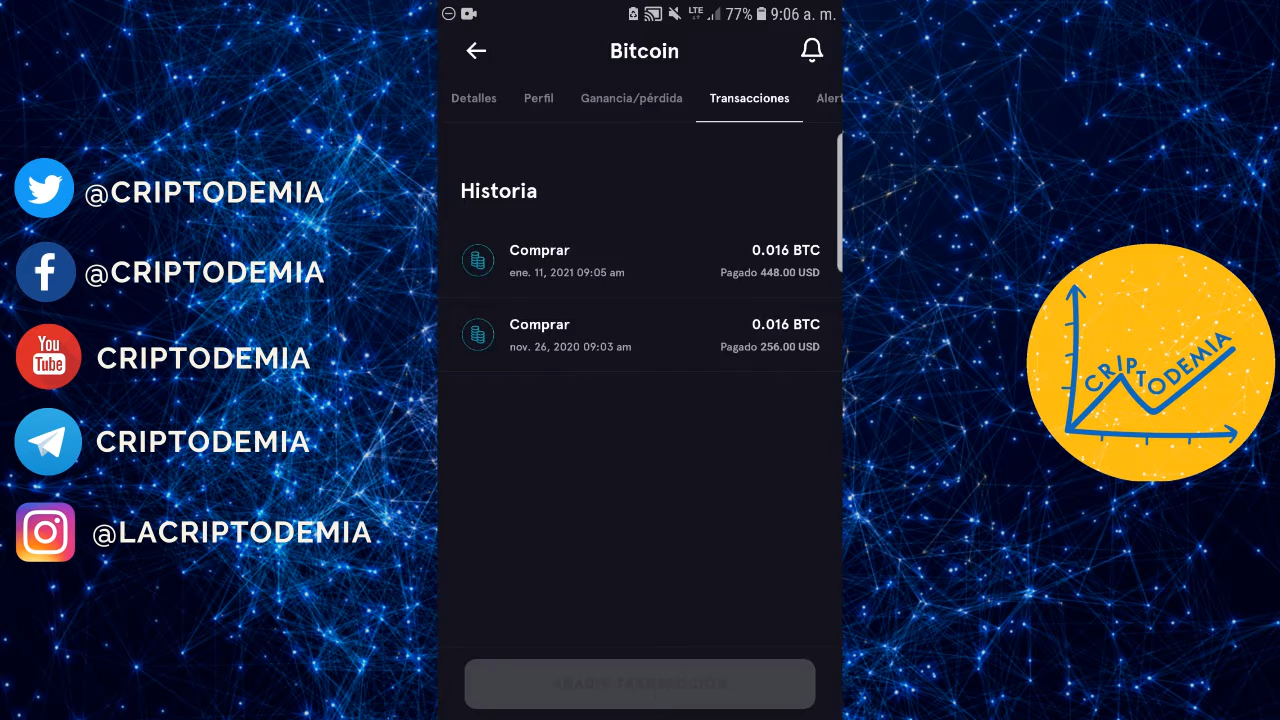 LTE 77% 9:06 a. m.
Bitcoin
Detalles Perfil Ganancia/pérdida Transacciones Alert
Historia
Comprar 0.016 BTC
ene. 11, 2021 09:05 am Pagado 448.00 USD
Comprar 0.016 BTC
nov. 26, 2020 09:03 am Pagado 256.00 USD
@CRIPTODEMIA
@CRIPTODEMIA
You
Tube
CRIPTODEMIA
CRIPTODEMIA
@LACRIPTODEMIA
CRIPTODEMIA